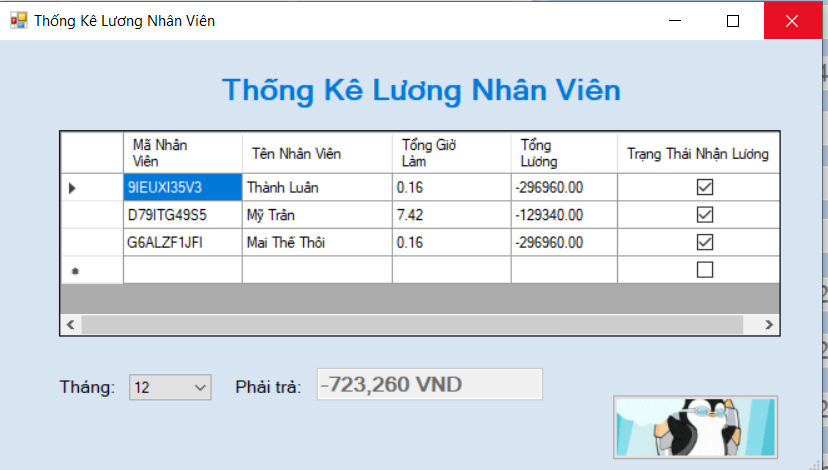 Thống Kê Lương Nhân Viên
Thống Kê Lương Nhân Viên
Mã Nhân Viên Tên Nhân Viên Tổng Giờ Làm Tổng Lương Trạng Thái Nhận Lương
9IEUXI35V3 Thành Luân 0.16 -296960.00
D79ITG49S5 Mỹ Trân 7.42 -129340.00
G6ALZF1JFI Mai Thế Thôi 0.16 -296960.00
Tháng: 12 Phải trả: -723,260 VND